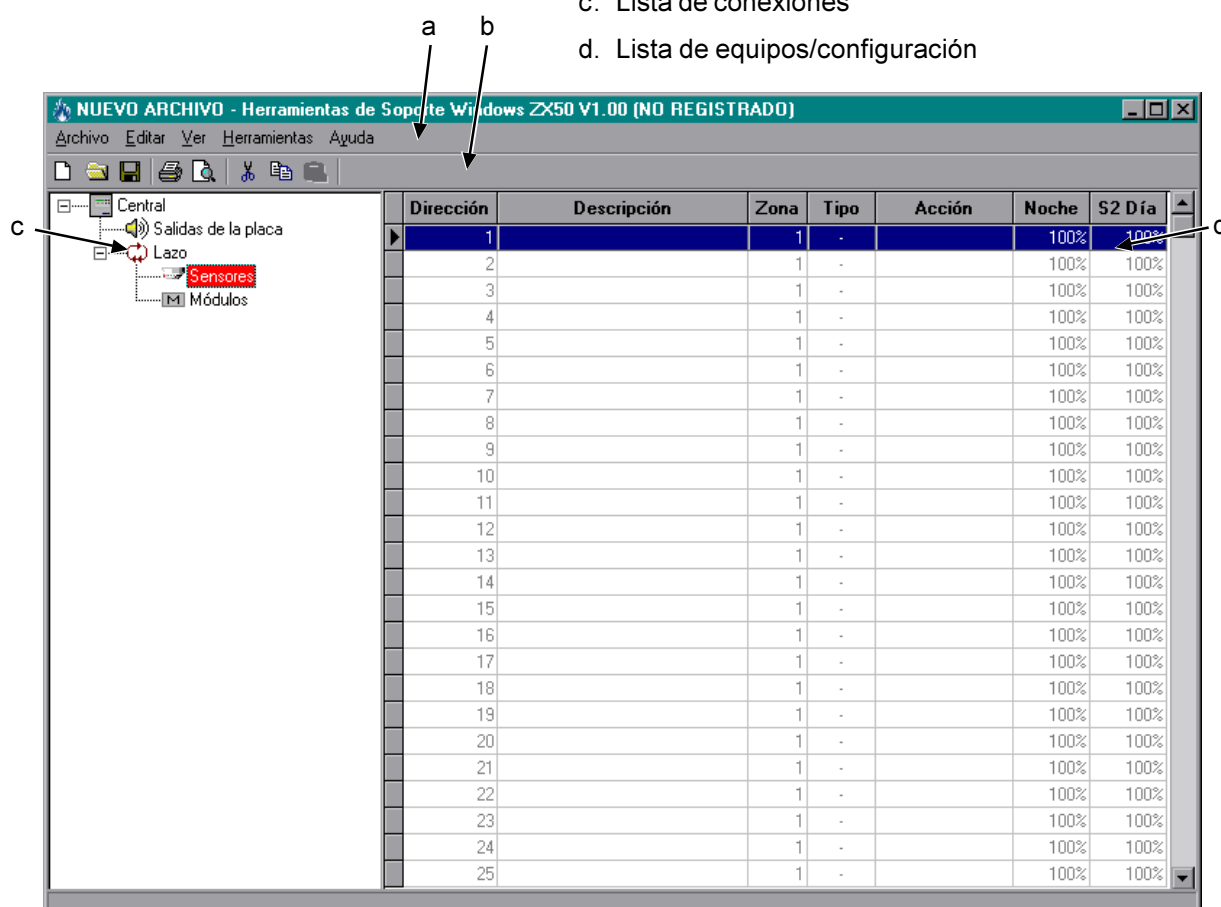 c. Lista de conexiones
d. Lista de equipos/configuración
a b
NUEVO ARCHIVO - Herramientas de Soporte Windows ZX50 V1.00 (NO REGISTRADO)
Archivo Editar Ver Herramientas Ayuda
c
Central
Salidas de la placa
Lazo
Sensores
M Módulos
Dirección Descripción Zona Tipo Acción Noche S2 Día
1 1 - 100% 100%
2 1 - 100% 100%
3 1 - 100% 100%
4 1 - 100% 100%
5 1 - 100% 100%
6 1 - 100% 100%
7 1 - 100% 100%
8 1 - 100% 100%
9 1 - 100% 100%
10 1 - 100% 100%
11 1 - 100% 100%
12 1 - 100% 100%
13 1 - 100% 100%
14 1 - 100% 100%
15 1 - 100% 100%
16 1 - 100% 100%
17 1 - 100% 100%
18 1 - 100% 100%
19 1 - 100% 100%
20 1 - 100% 100%
21 1 - 100% 100%
22 1 - 100% 100%
23 1 - 100% 100%
24 1 - 100% 100%
25 1 - 100% 100%